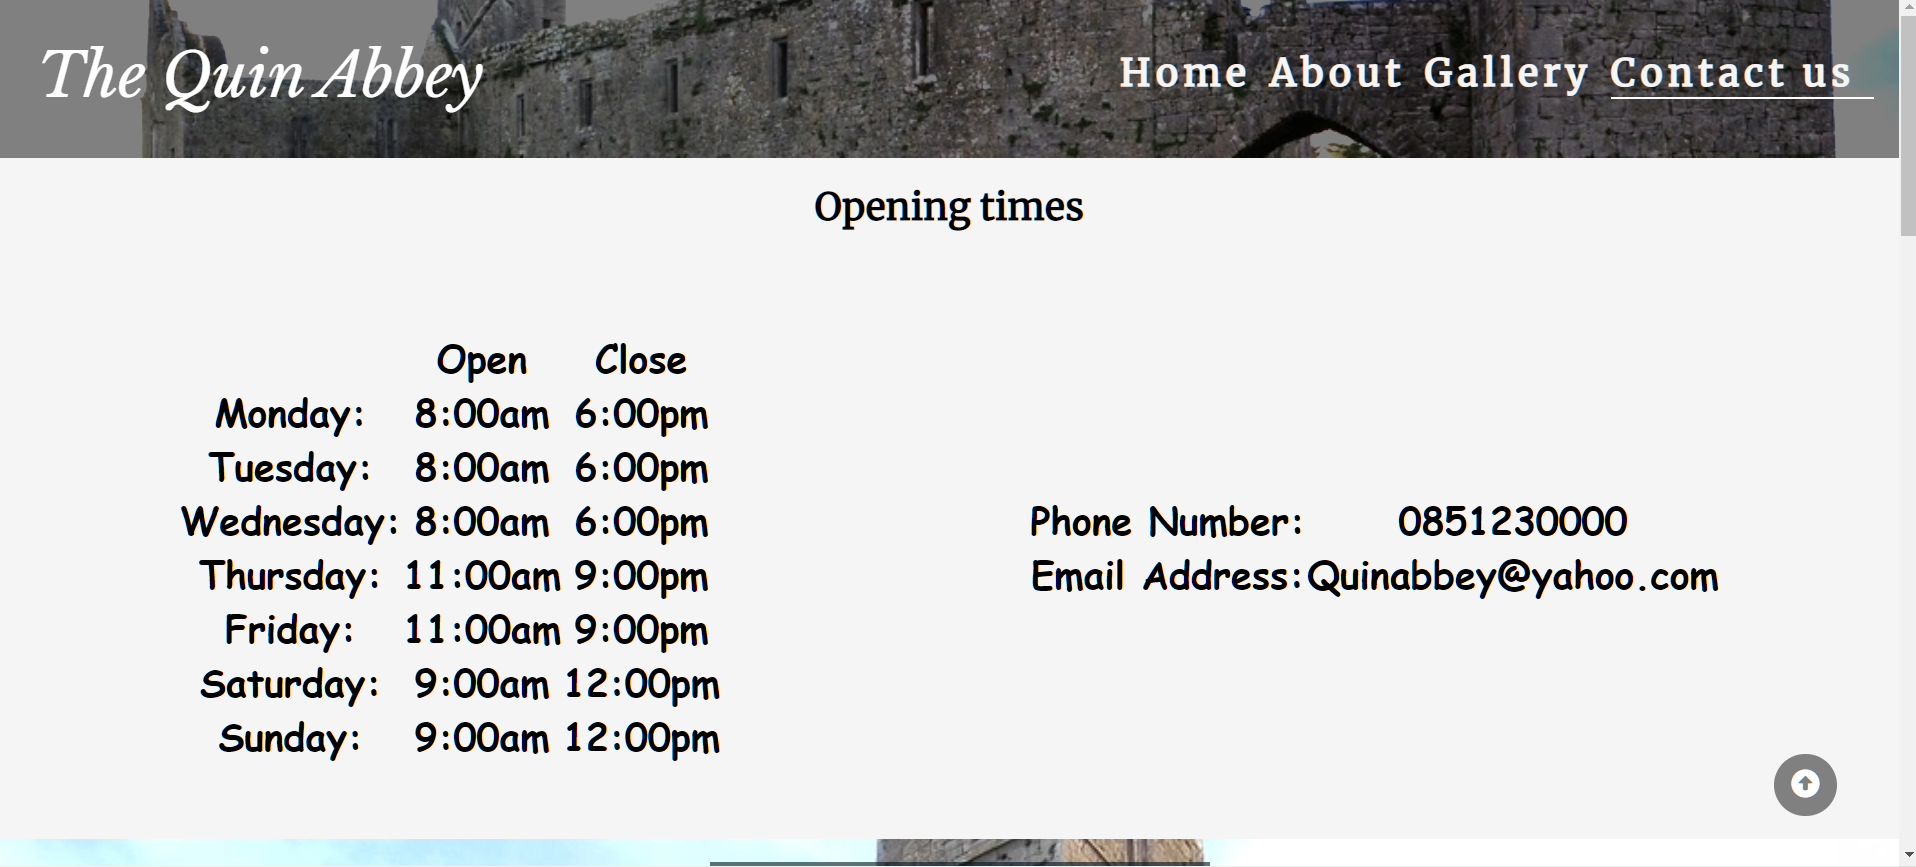 The Quin Abbey
Home About Gallery Contact us
Opening times
Open Close
Monday: 8:00am 6:00pm
Tuesday: 8:00am 6:00pm
Wednesday: 8:00am 6:00pm
Thursday: 11:00am 9:00pm
Friday: 11:00am 9:00pm
Saturday: 9:00am 12:00pm
Sunday: 9:00am 12:00pm
Phone Number: 0851230000
Email Address: Quinabbey@yahoo.com